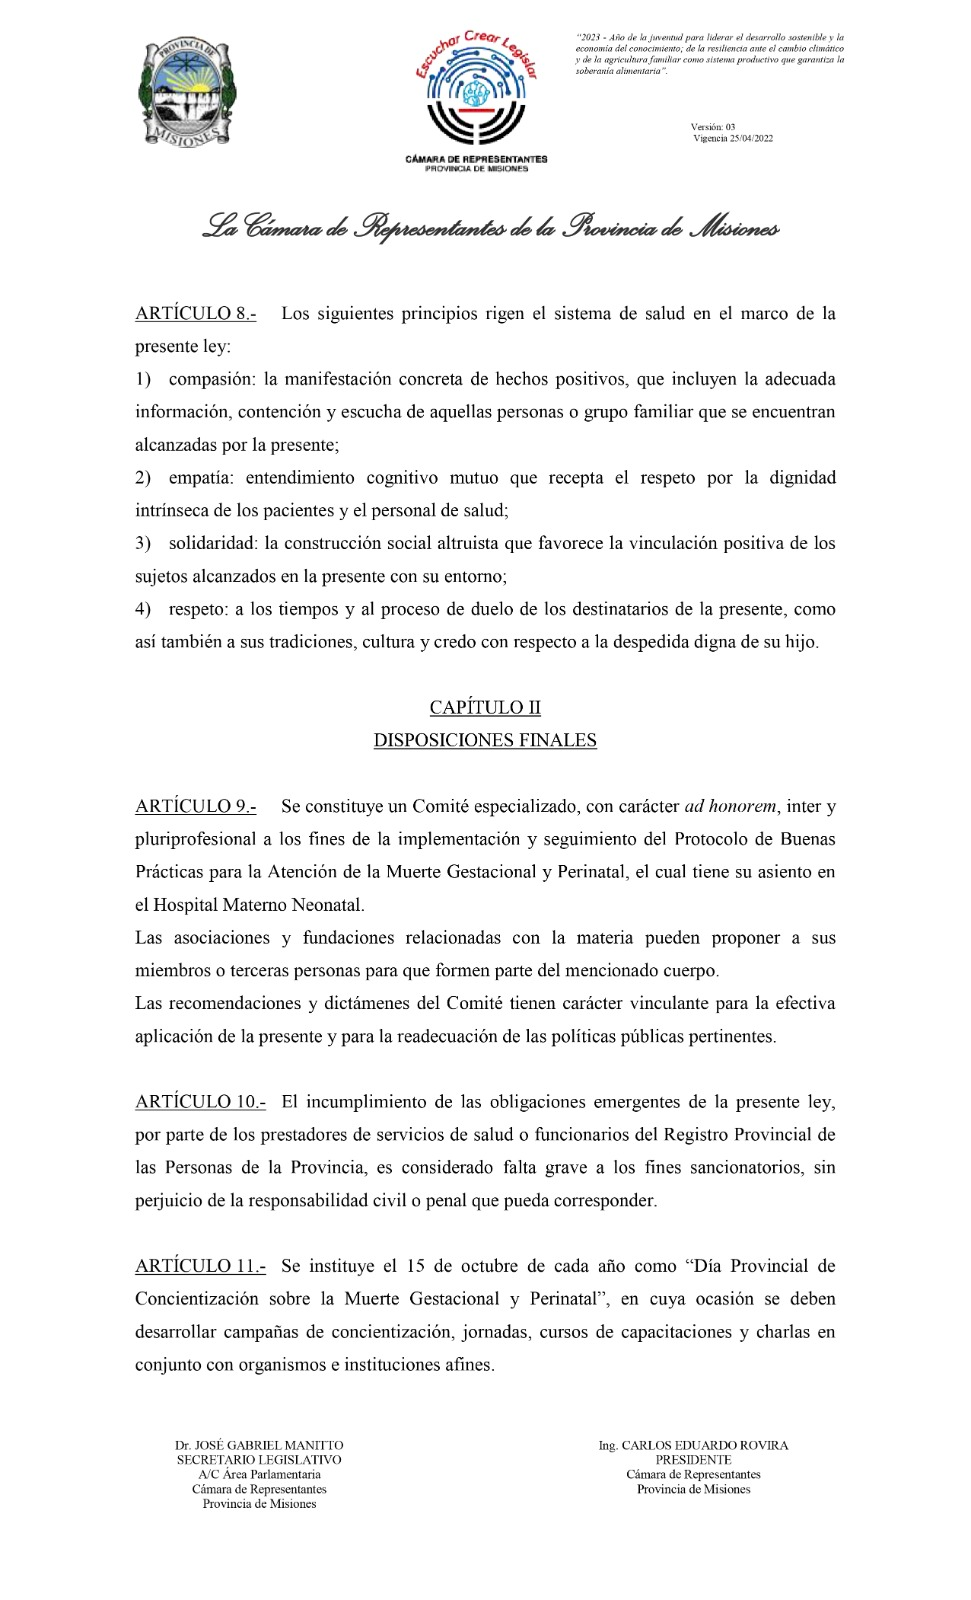 PROVINCIA DE
MISIONES
Escuchar Crear Legislar
CÁMARA DE REPRESENTANTES
PROVINCIA DE MISIONES
“2023 - Año de la juventud para liderar el desarrollo sostenible y la
economía del conocimiento; de la resiliencia ante el cambio climático
y de la agricultura familiar como sistema productivo que garantiza la
soberanía alimentaria”.
Versión: 03
Vigencia 25/04/2022
La Cámara de Representantes de la Provincia de Misiones
ARTÍCULO 8.- Los siguientes principios rigen el sistema de salud en el marco de la
presente ley:
1) compasión: la manifestación concreta de hechos positivos, que incluyen la adecuada
información, contención y escucha de aquellas personas o grupo familiar que se encuentran
alcanzadas por la presente;
2) empatía: entendimiento cognitivo mutuo que recepta el respeto por la dignidad
intrínseca de los pacientes y el personal de salud;
3) solidaridad: la construcción social altruista que favorece la vinculación positiva de los
sujetos alcanzados en la presente con su entorno;
4) respeto: a los tiempos y al proceso de duelo de los destinatarios de la presente, como
así también a sus tradiciones, cultura y credo con respecto a la despedida digna de su hijo.
CAPÍTULO II
DISPOSICIONES FINALES
ARTÍCULO 9.- Se constituye un Comité especializado, con carácter ad honorem, inter y
pluriprofesional a los fines de la implementación y seguimiento del Protocolo de Buenas
Prácticas para la Atención de la Muerte Gestacional y Perinatal, el cual tiene su asiento en
el Hospital Materno Neonatal.
Las asociaciones y fundaciones relacionadas con la materia pueden proponer a sus
miembros o terceras personas para que formen parte del mencionado cuerpo.
Las recomendaciones y dictámenes del Comité tienen carácter vinculante para la efectiva
aplicación de la presente y para la readecuación de las políticas públicas pertinentes.
ARTÍCULO 10.- El incumplimiento de las obligaciones emergentes de la presente ley,
por parte de los prestadores de servicios de salud o funcionarios del Registro Provincial de
las Personas de la Provincia, es considerado falta grave a los fines sancionatorios, sin
perjuicio de la responsabilidad civil o penal que pueda corresponder.
ARTÍCULO 11.- Se instituye el 15 de octubre de cada año como “Día Provincial de
Concientización sobre la Muerte Gestacional y Perinatal”, en cuya ocasión se deben
desarrollar campañas de concientización, jornadas, cursos de capacitaciones y charlas en
conjunto con organismos e instituciones afines.
Dr. JOSÉ GABRIEL MANITTO
SECRETARIO LEGISLATIVO
A/C Área Parlamentaria
Cámara de Representantes
Provincia de Misiones
Ing. CARLOS EDUARDO ROVIRA
PRESIDENTE
Cámara de Representantes
Provincia de Misiones